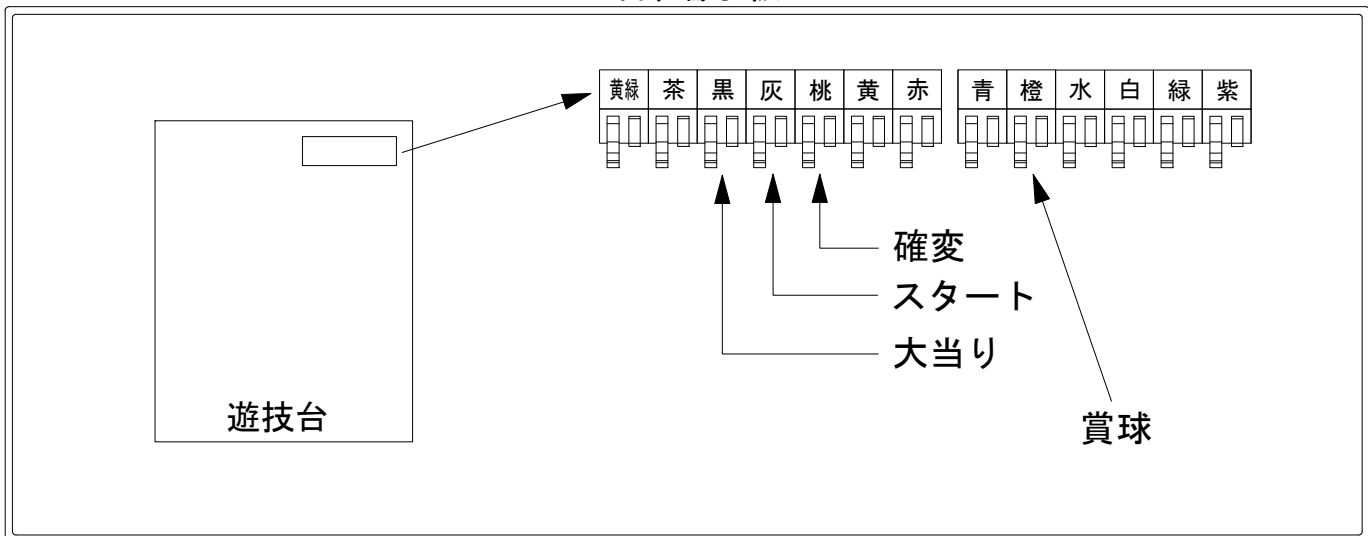 黄緑 茶 黒 灰 桃 黄 赤 青 橙 水 白 緑 紫
確変
スタート
大当り
遊技台
賞球